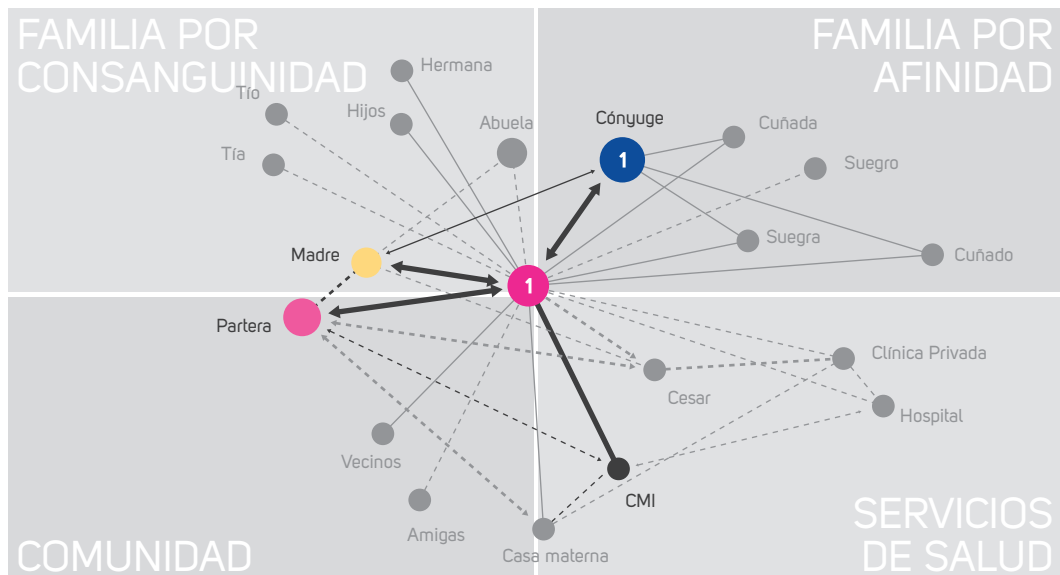 FAMILIA POR
CONSANGUINIDAD
FAMILIA POR
AFINIDAD
Hermana
Tío
Hijos
Abuela
Tía
Cónyuge
1
Cuñada
Suegro
Suegra
Cuñado
Madre
1
Partera
Clínica Privada
Cesar
Hospital
Vecinos
CMI
Amigas
Casa materna
COMUNIDAD
SERVICIOS
DE SALUD